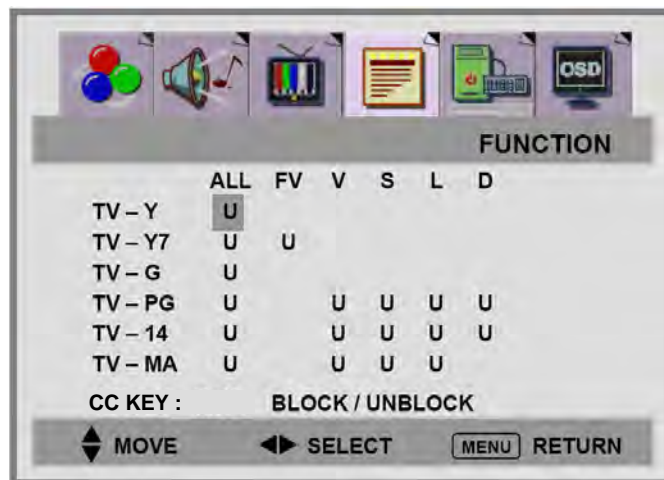 OSD
FUNCTION
ALL FV V S L D
TV – Y U
TV – Y7 U U
TV – G U
TV – PG U U U U U
TV – 14 U U U U U
TV – MA U U U U
CC KEY : BLOCK / UNBLOCK
MOVE SELECT MENU RETURN